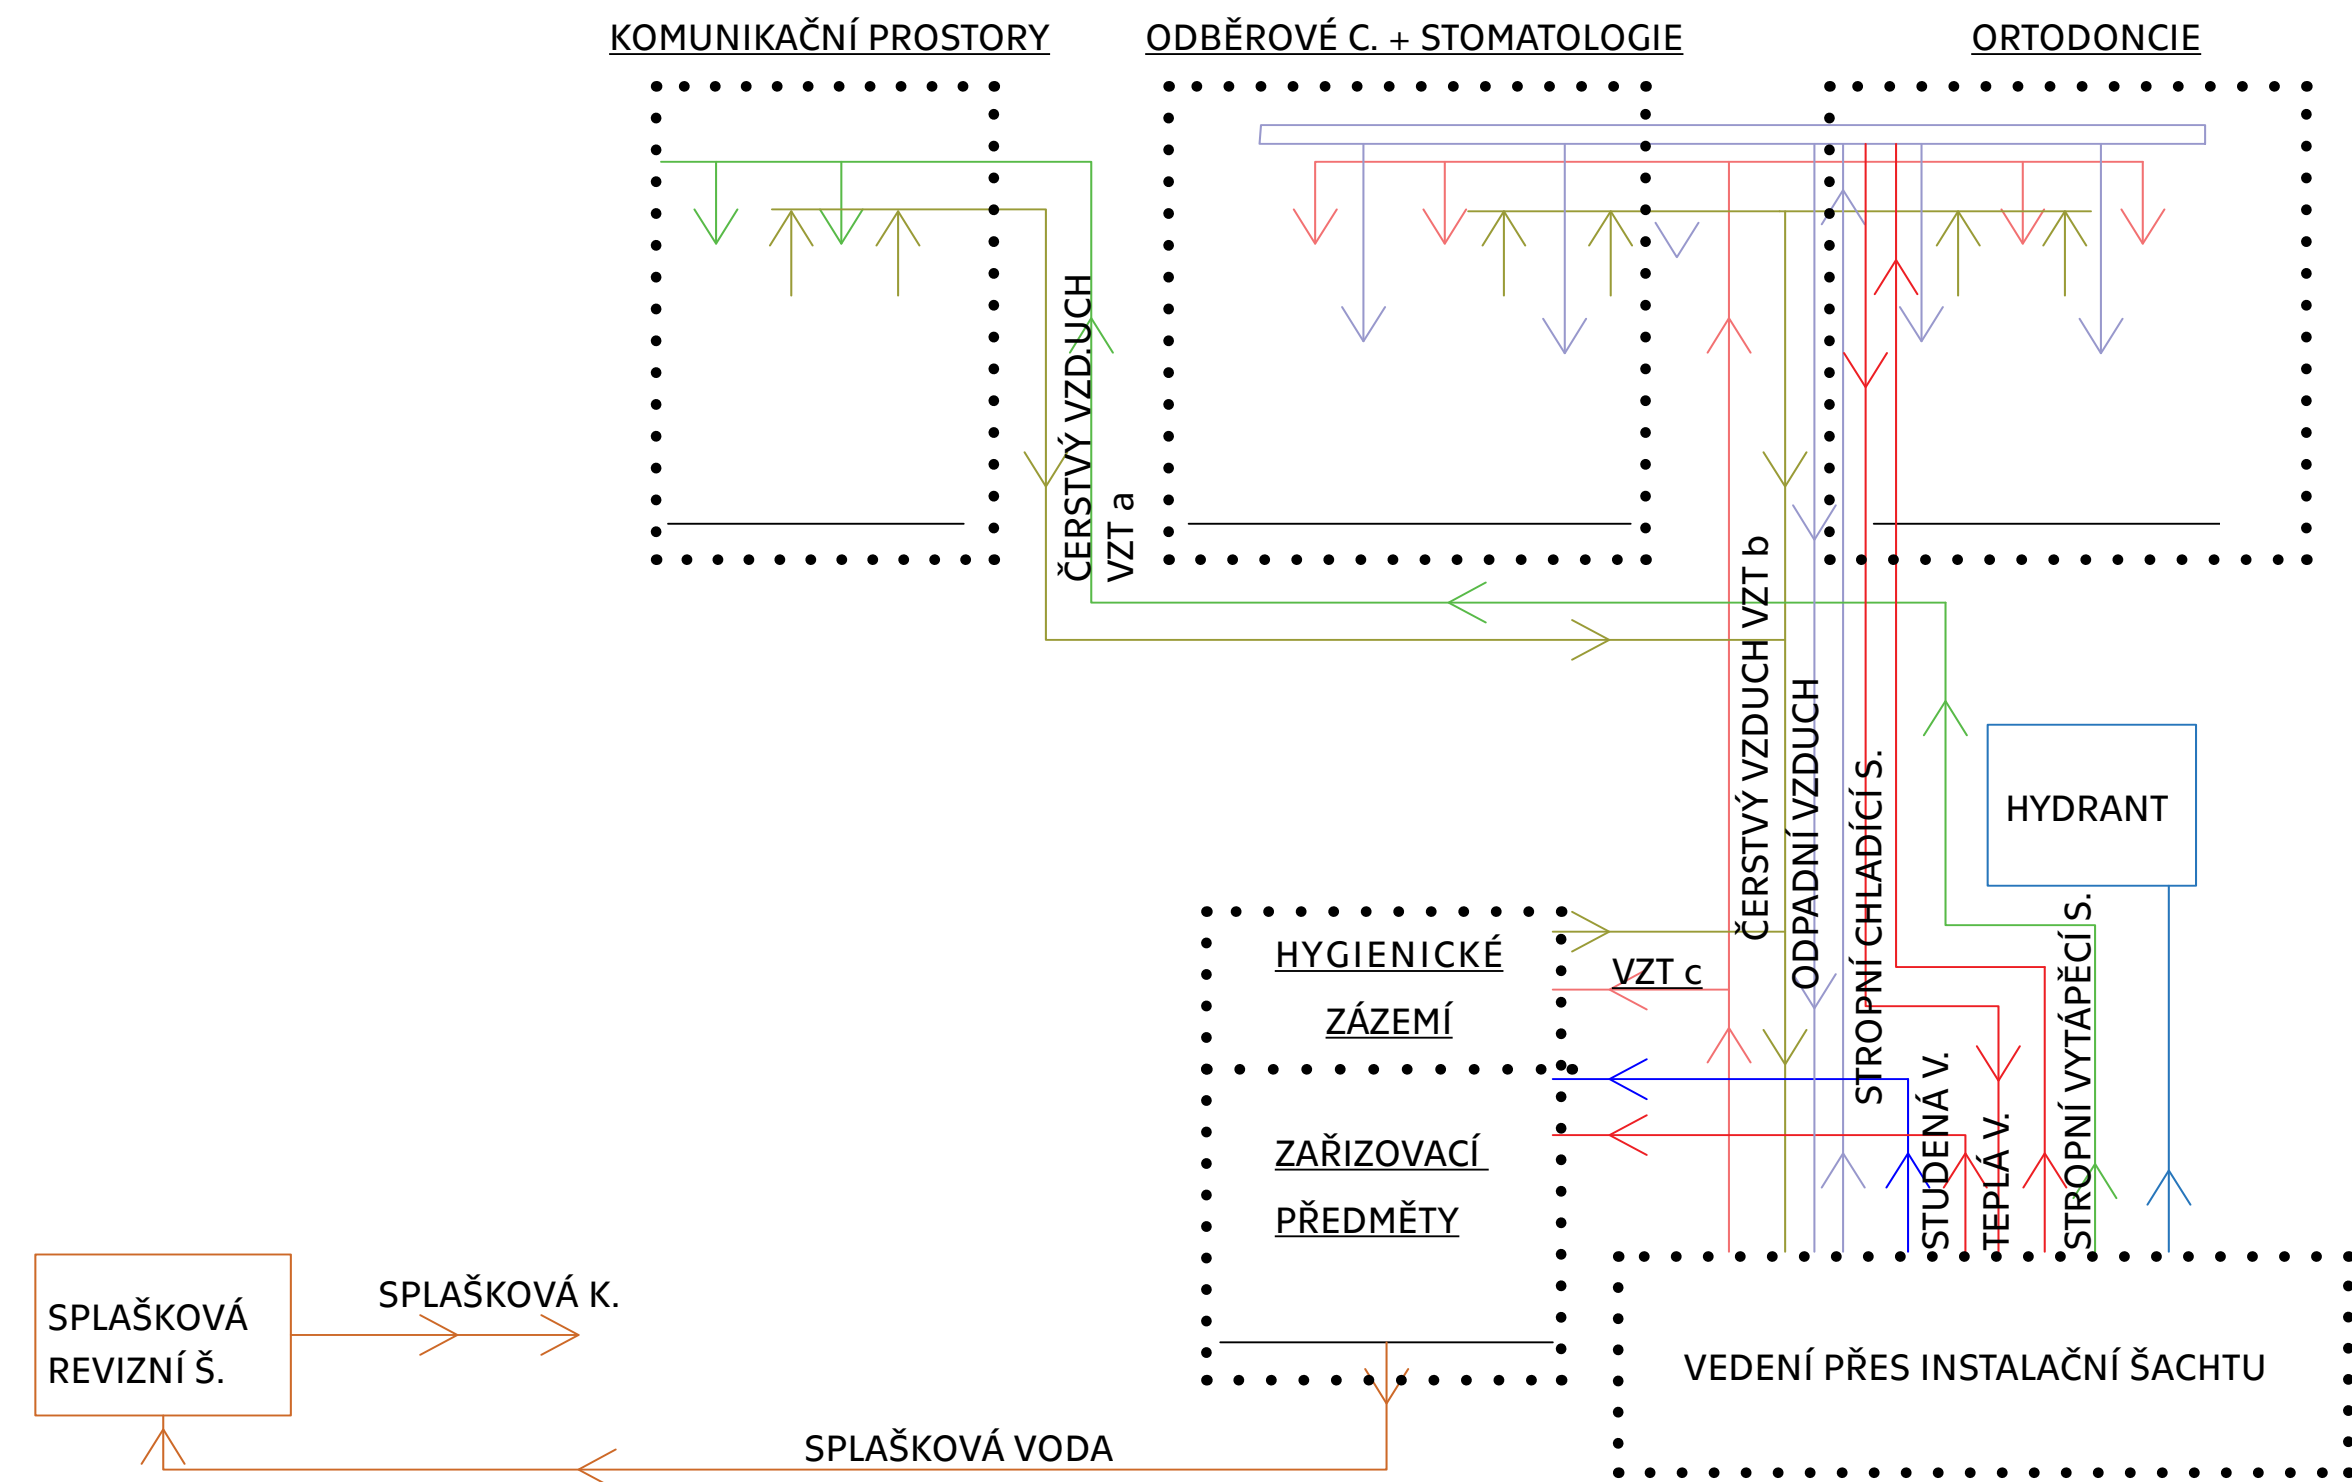 KOMUNIKAČNÍ PROSTORY
ODBĚROVÉ C. + STOMATOLOGIE
ORTODONCIE
ČERSTVÝ VZD.UCH
VZT a
ČERSTVÝ VZDUCH VZT b
ODPADNÍ VZDUCH
STROPNÍ CHLADÍCÍ S.
HYDRANT
HYGIENICKÉ
ZÁZEMÍ
VZT c
STUDENÁ V.
TEPLÁ V.
STROPNÍ VYTÁPĚCÍ S.
ZAŘIZOVACÍ
PŘEDMĚTY
SPLAŠKOVÁ
REVIZNÍ Š.
SPLAŠKOVÁ K.
VEDENÍ PŘES INSTALAČNÍ ŠACHTU
SPLAŠKOVÁ VODA